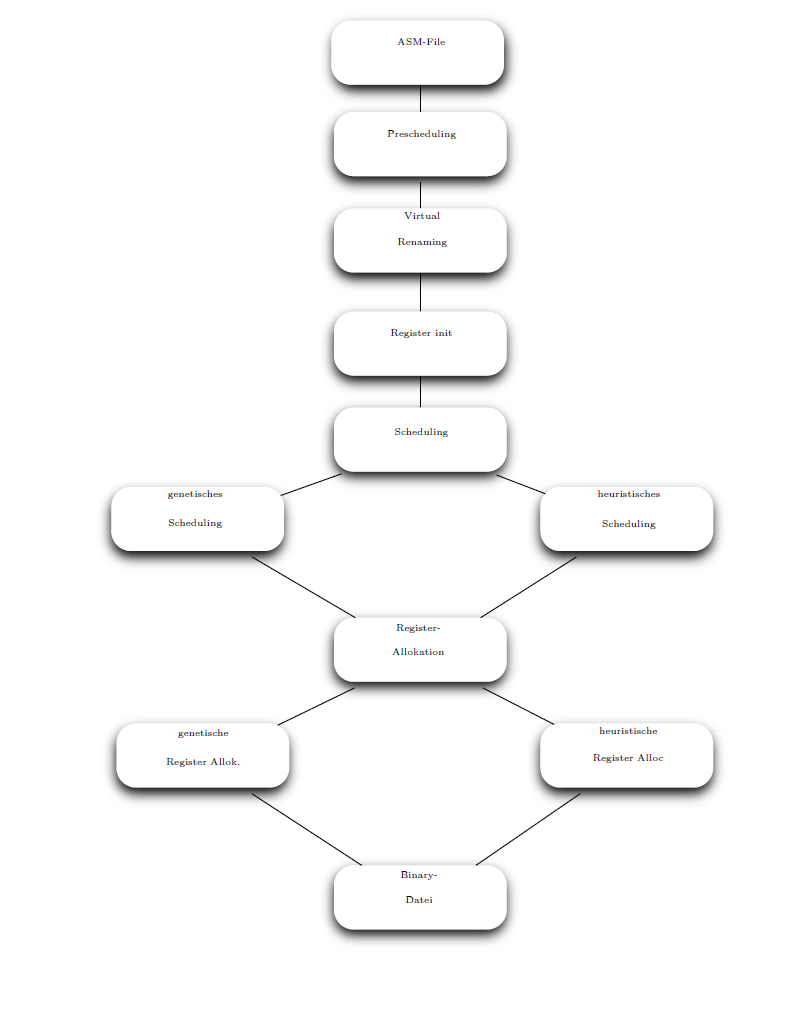 ASM-File
Prescheduling
Virtual
Renaming
Register init
Scheduling
genetisches
Scheduling
heuristisches
Scheduling
Register-
Allokation
genetische
Register Allok.
heuristische
Register Alloc
Binary-
Datei